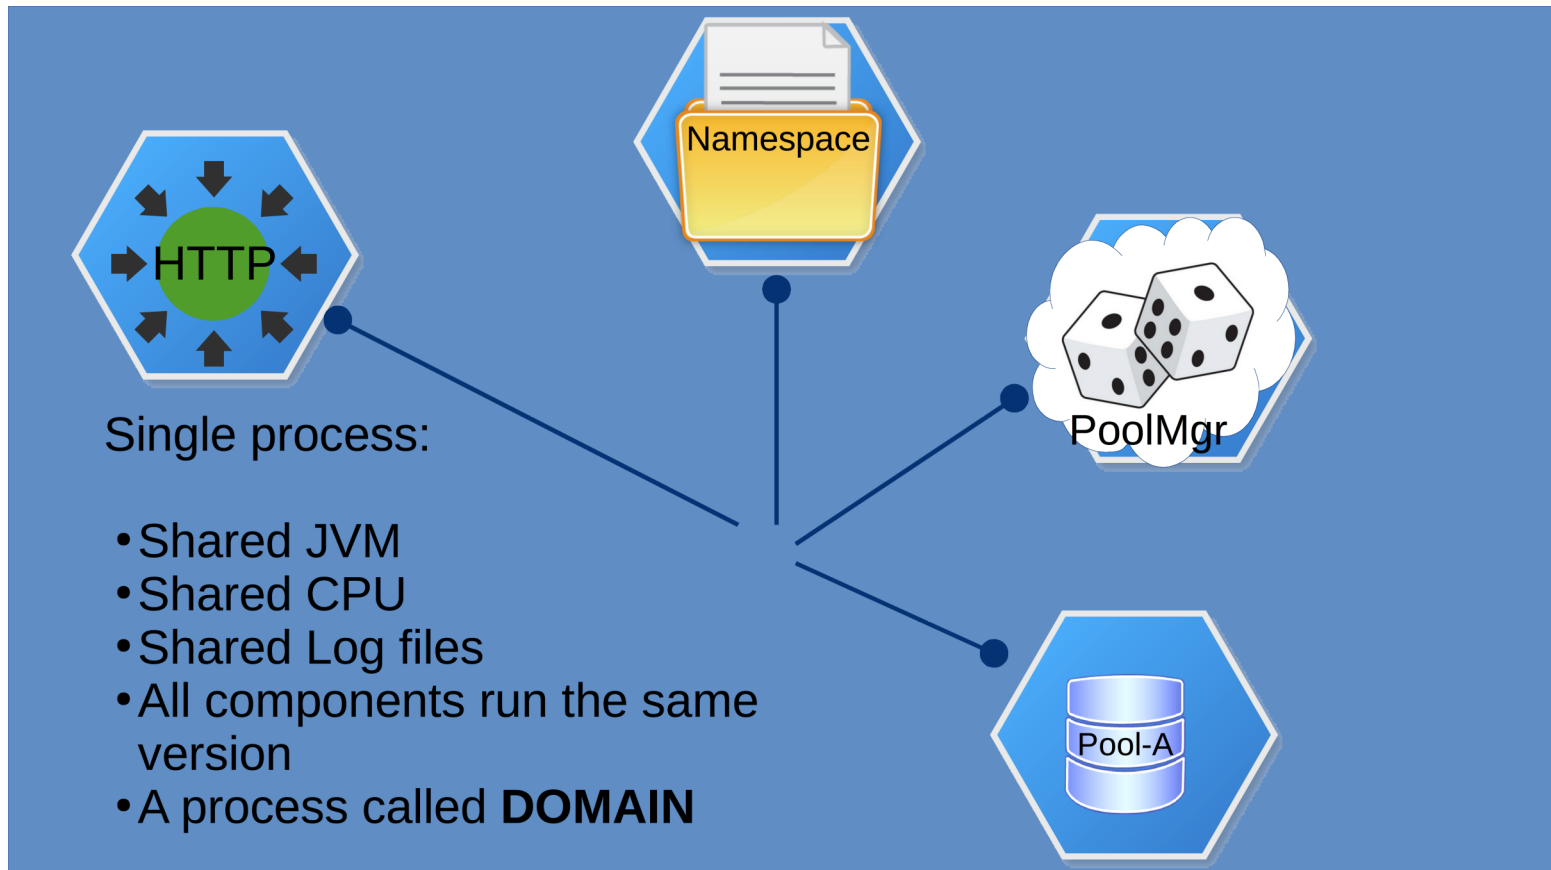 Namespace
HTTP
PoolMgr
Single process:
•Shared JVM
•Shared CPU
•Shared Log files
•All components run the same
version
•A process called DOMAIN
Pool-A